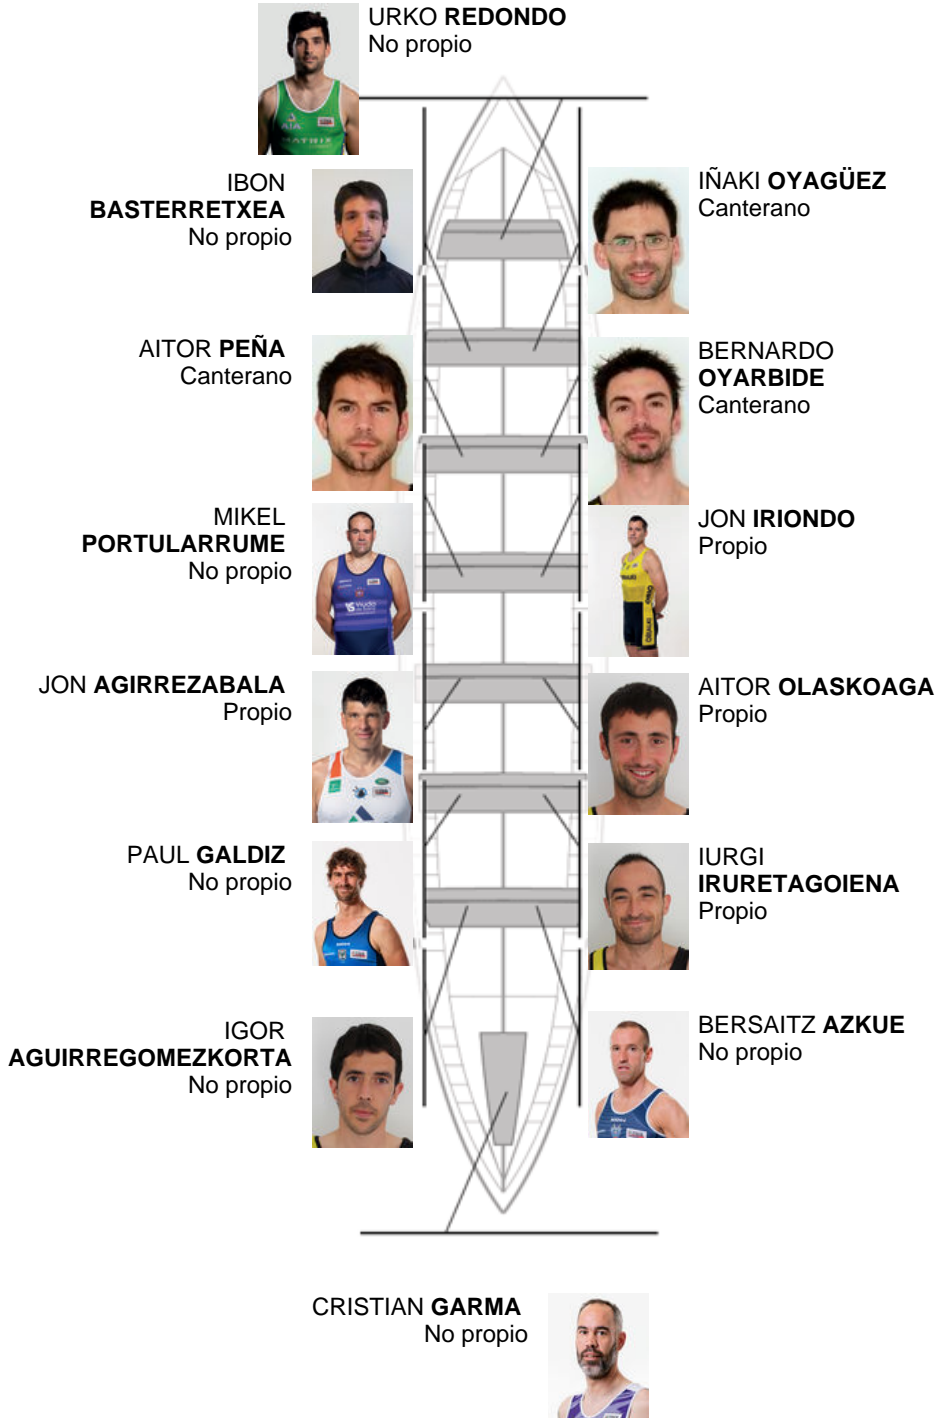 URKO REDONDO
No propio
IBON
BASTERRETXEA
No propio
IÑAKI OYAGÜEZ
Canterano
AITOR PEÑA
Canterano
BERNARDO
OYARBIDE
Canterano
MIKEL
PORTULARRUME
No propio
JON IRIONDO
Propio
JON AGIRREZABALA
Propio
AITOR OLASKOAGA
Propio
PAUL GALDIZ
No propio
IURGI
IRURETAGOIENA
Propio
IGOR
AGUIRREGOMEZKORTA
No propio
BERSAITZ AZKUE
No propio
CRISTIAN GARMA
No propio